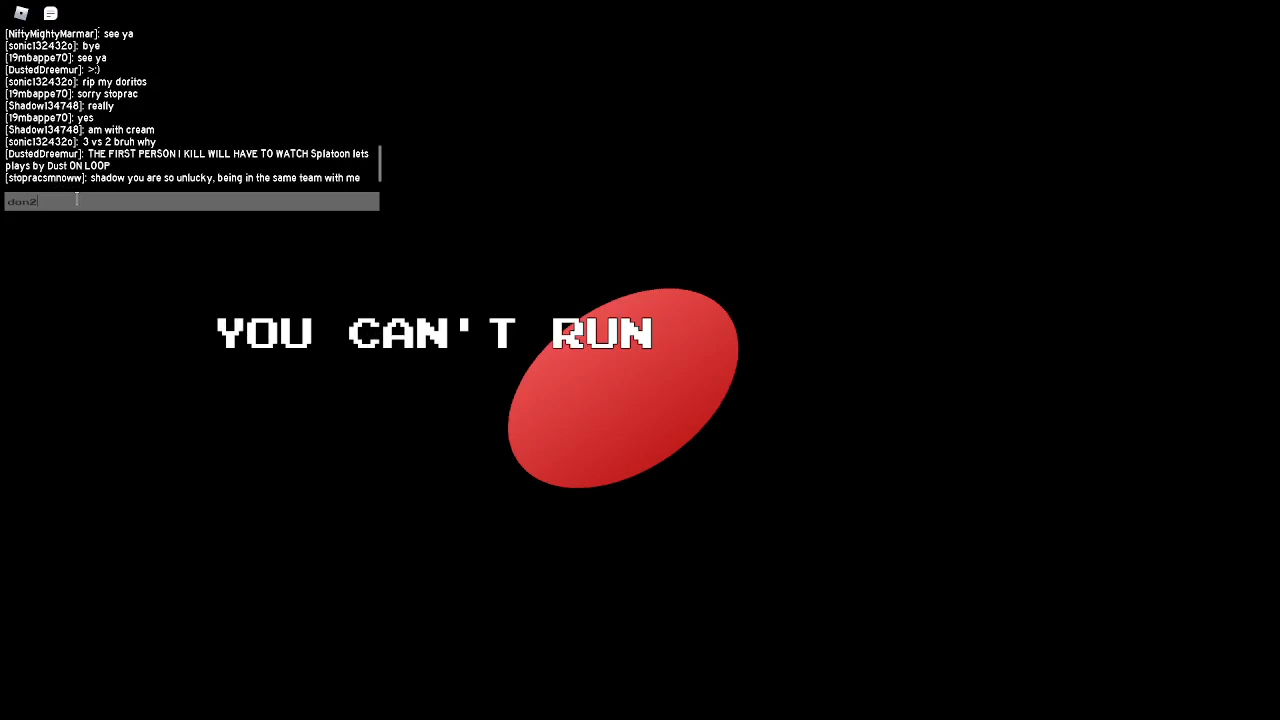 [NiftyMightyMarmar]: see ya
[sonic132432o]: bye
[19mbappe70]: see ya
[DustedDreemur]: >:)
[sonic132432o]: rip my doritos
[19mbappe70]: sorry stoprac
[Shadow134748]: really
[19mbappe70]: yes
[Shadow134748]: am with cream
[sonic132432o]: 3 vs 2 bruh why
[DustedDreemur]: THE FIRST PERSON I KILL WILL HAVE TO WATCH Splatoon lets
plays by Dust ON LOOP
[stopracsmnoww]: shadow you are so unlucky, being in the same team with me
don2
YOU CAN'T RUN